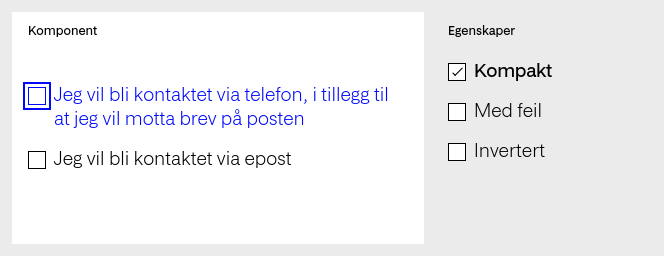 Komponent
Jeg vil bli kontaktet via telefon, i tillegg til
at jeg vil motta brev på posten
Jeg vil bli kontaktet via epost
Egenskaper
Kompakt
Med feil
Invertert